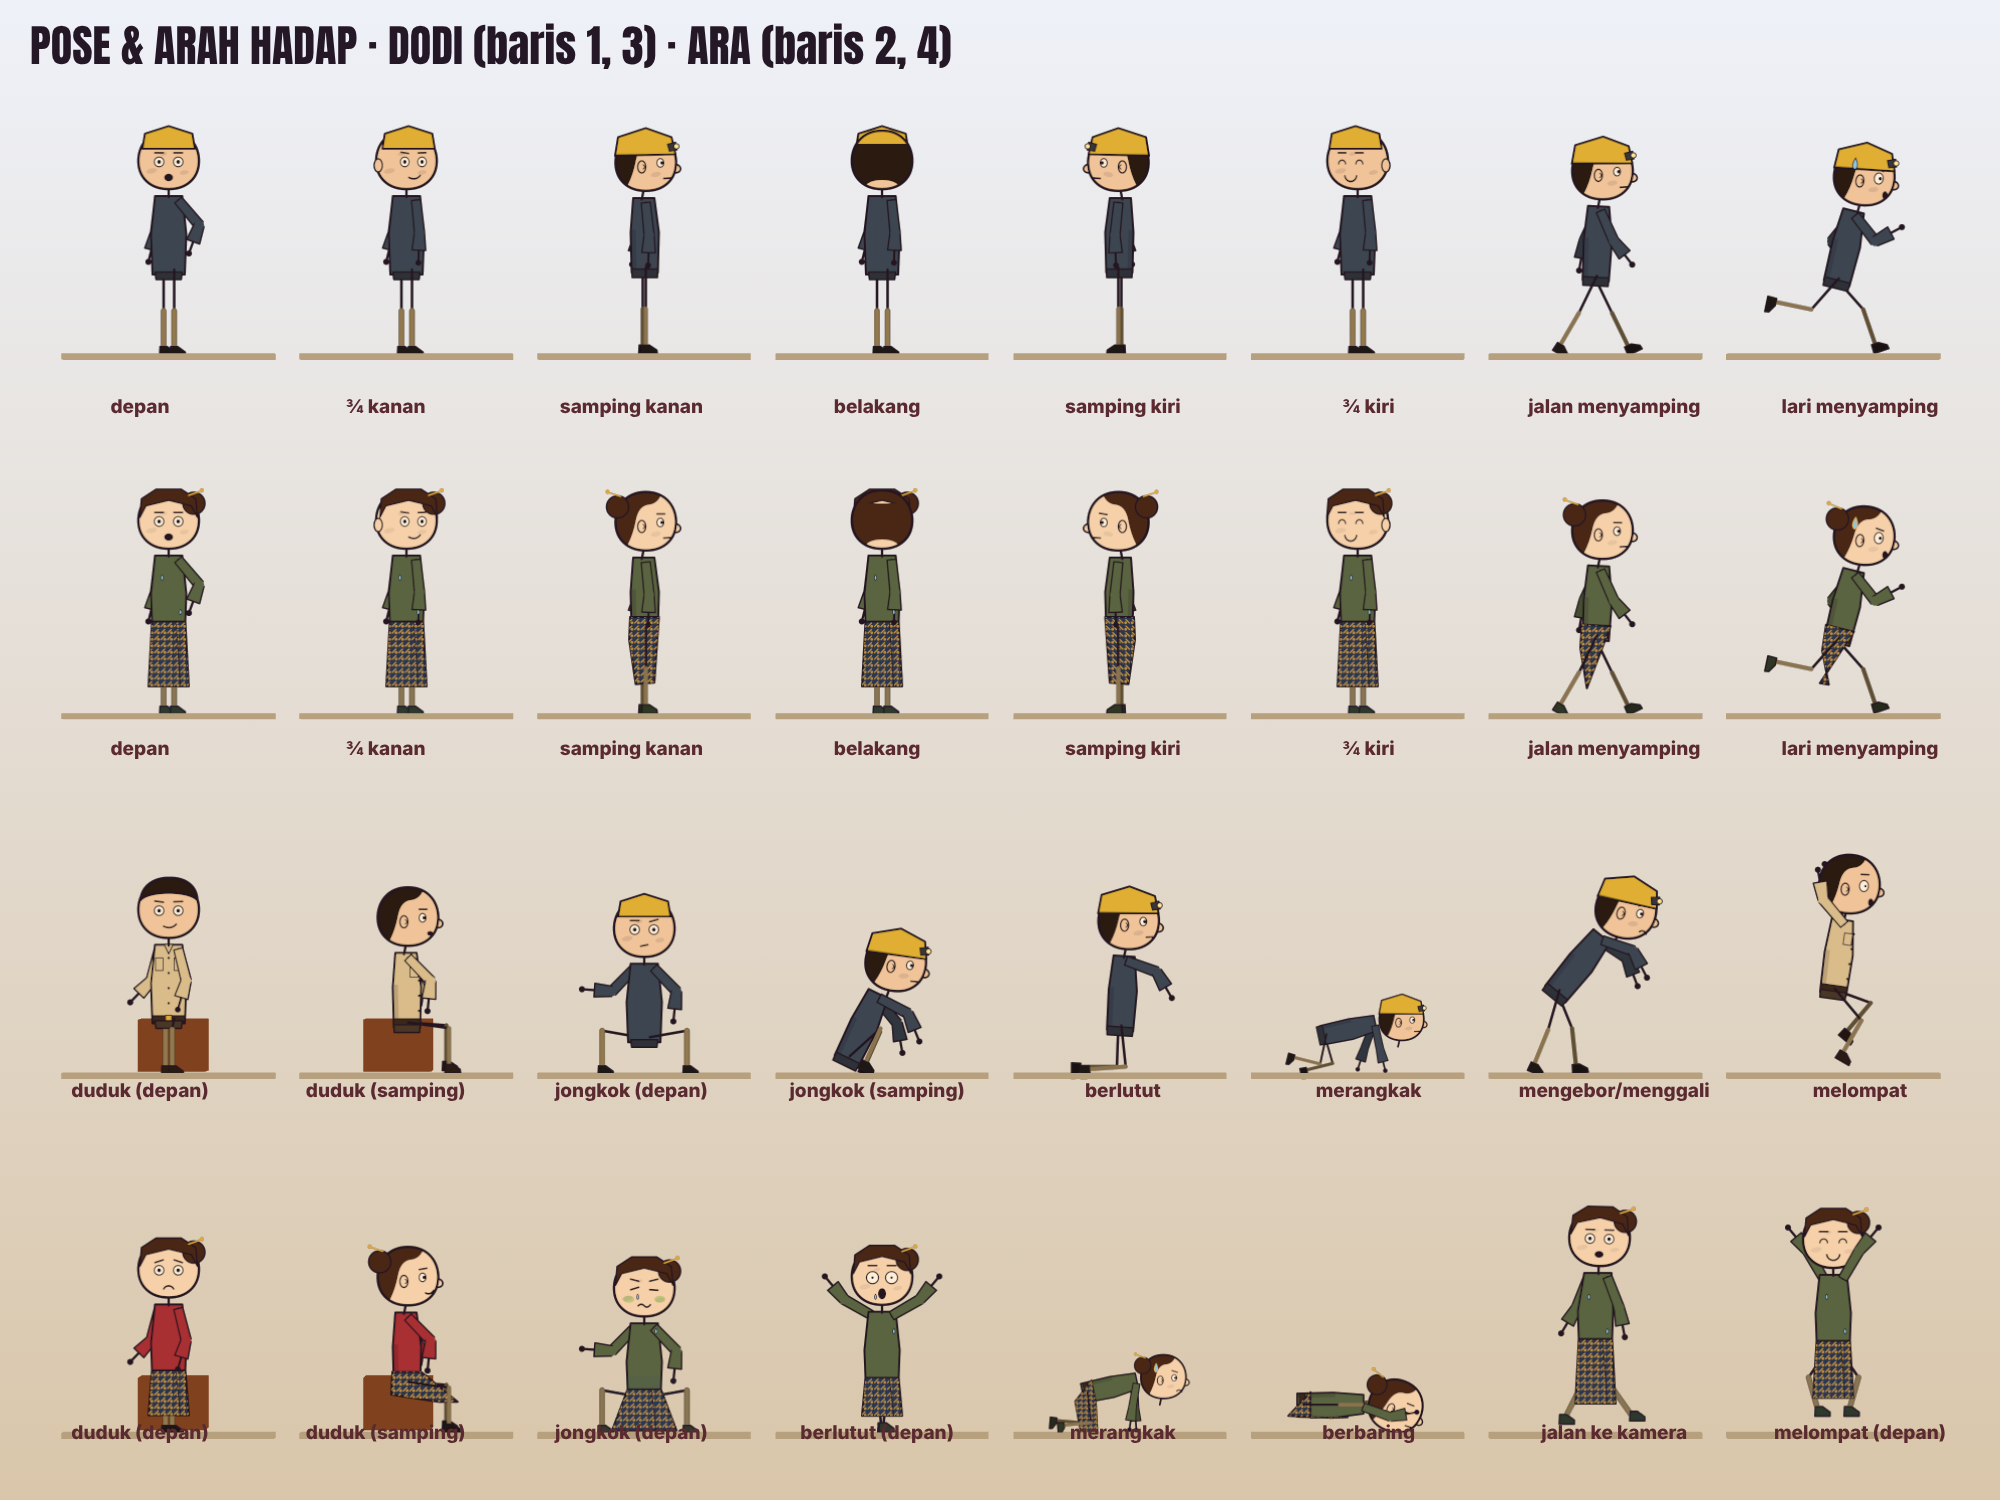 POSE & ARAH HADAP · DODI (baris 1, 3) · ARA (baris 2, 4)
depan ¾ kanan samping kanan belakang samping kiri ¾ kiri jalan menyamping lari menyamping
depan ¾ kanan samping kanan belakang samping kiri ¾ kiri jalan menyamping lari menyamping
duduk (depan) duduk (samping) jongkok (depan) jongkok (samping) berlutut merangkak mengebor/menggali melompat
duduk (depan) duduk (samping) jongkok (depan) berlutut (depan) merangkak berbaring jalan ke kamera melompat (depan)